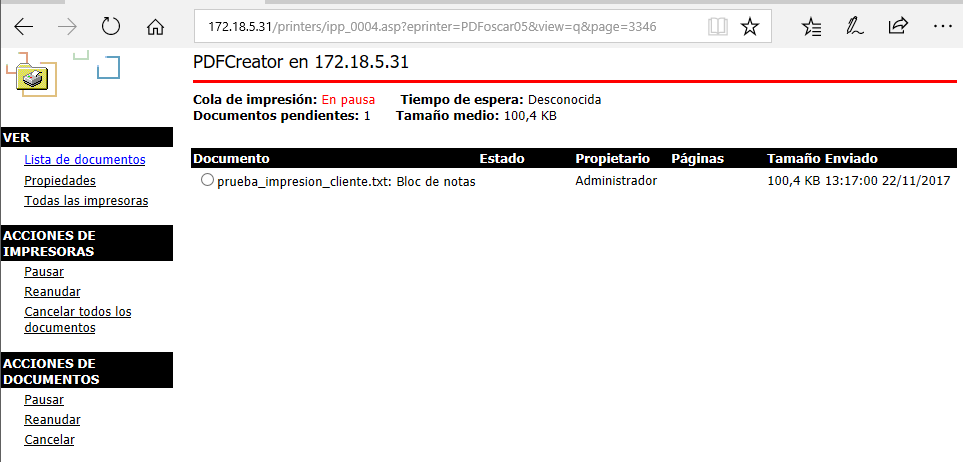 172.18.5.31/printers/ipp_0004.asp?eprinter=PDFoscar05&view=q&page=3346
PDFCreator en 172.18.5.31
Cola de impresión: En pausa Tiempo de espera: Desconocida
Documentos pendientes: 1 Tamaño medio: 100,4 KB
VER
Lista de documentos
Propiedades
Todas las impresoras
ACCIONES DE
IMPRESORAS
Pausar
Reanudar
Cancelar todos los
documentos
ACCIONES DE
DOCUMENTOS
Pausar
Reanudar
Cancelar
Documento Estado Propietario Páginas Tamaño Enviado
prueba_impresion_cliente.txt: Bloc de notas Administrador 100,4 KB 13:17:00 22/11/2017